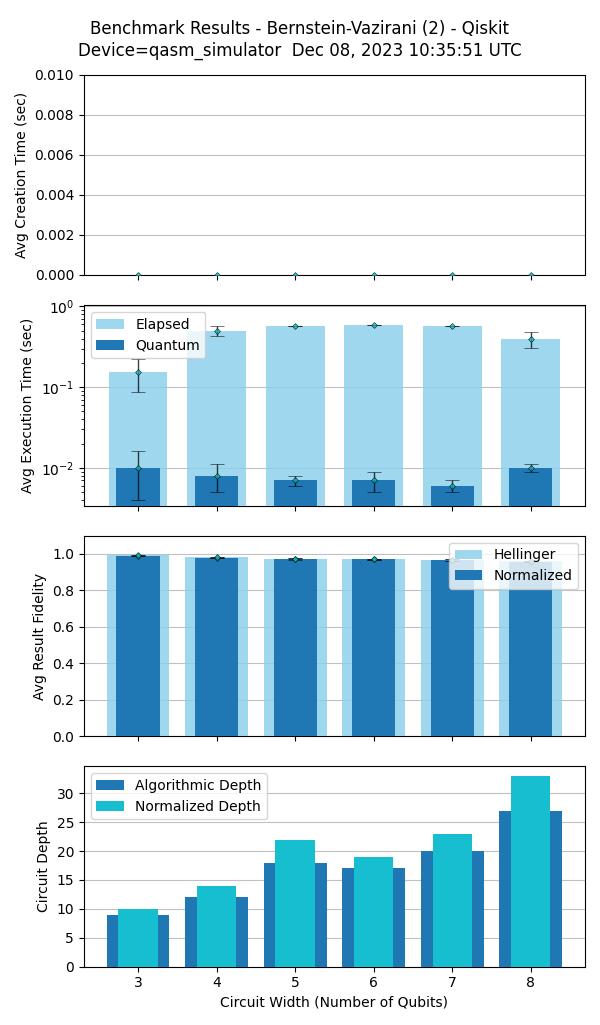 Benchmark Results - Bernstein-Vazirani (2) - Qiskit
Device=qasm_simulator  Dec 08, 2023 10:35:51 UTC
0.010
0.008
0.006
0.004
0.002
0.000
Avg Creation Time (sec)
10⁰
10⁻¹
10⁻²
Avg Execution Time (sec)
Elapsed
Quantum
1.0
0.8
0.6
0.4
0.2
0.0
Avg Result Fidelity
Hellinger
Normalized
30
25
20
15
10
5
0
Circuit Depth
Algorithmic Depth
Normalized Depth
3 4 5 6 7 8
Circuit Width (Number of Qubits)